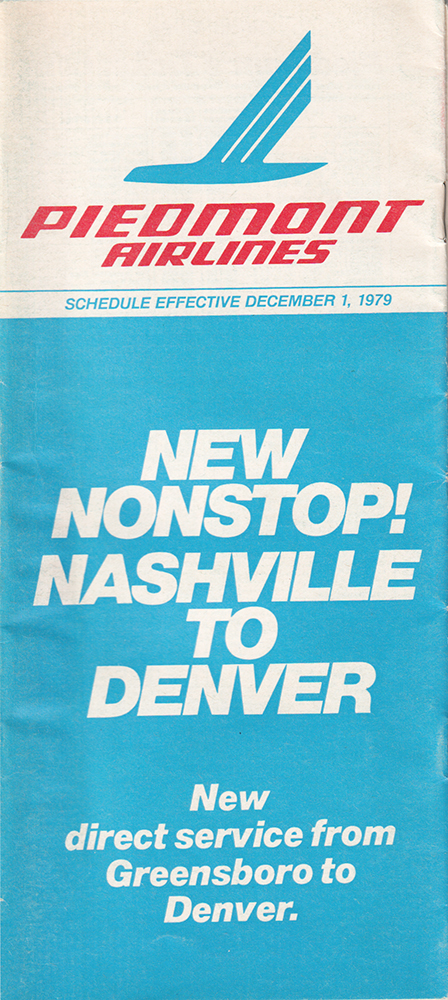 PIEDMONT
AIRLINES
SCHEDULE EFFECTIVE DECEMBER 1, 1979
NEW
NONSTOP!
NASHVILLE
TO
DENVER
New
direct service from
Greensboro to
Denver.